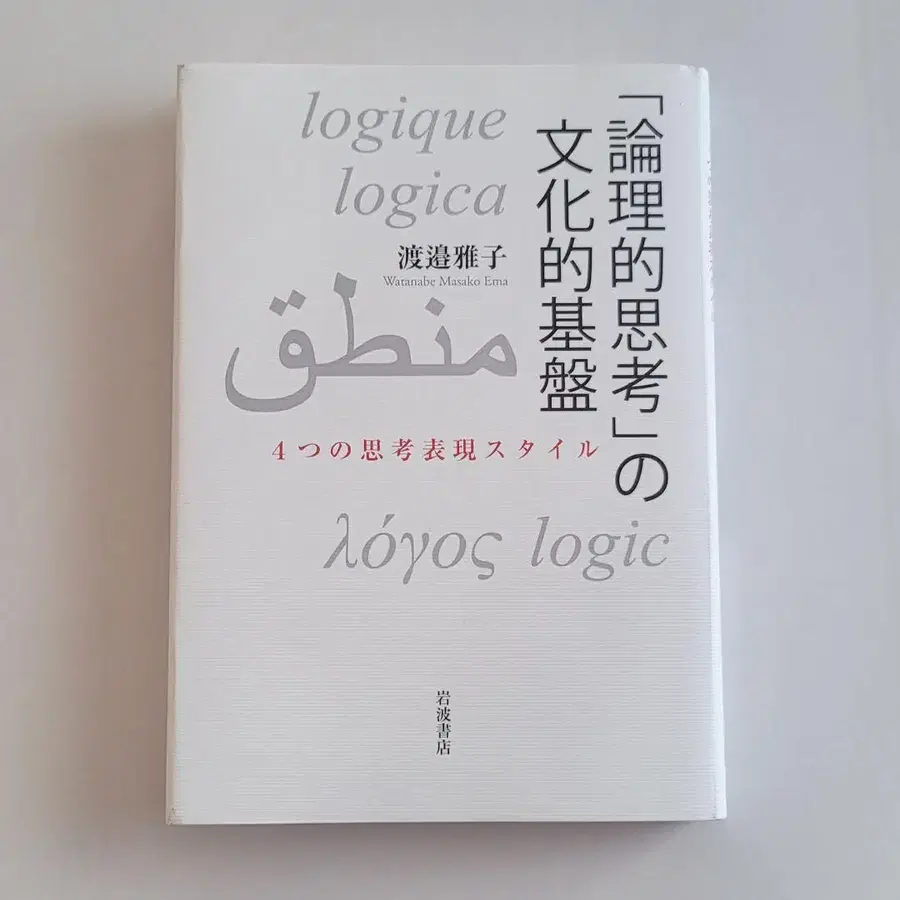 「論理的思考」の
文化的基盤
logique
logica
渡邉雅子
Watanabe Masako Ema
منطق
4つの思考表現スタイル
λόγος logic
岩波書店